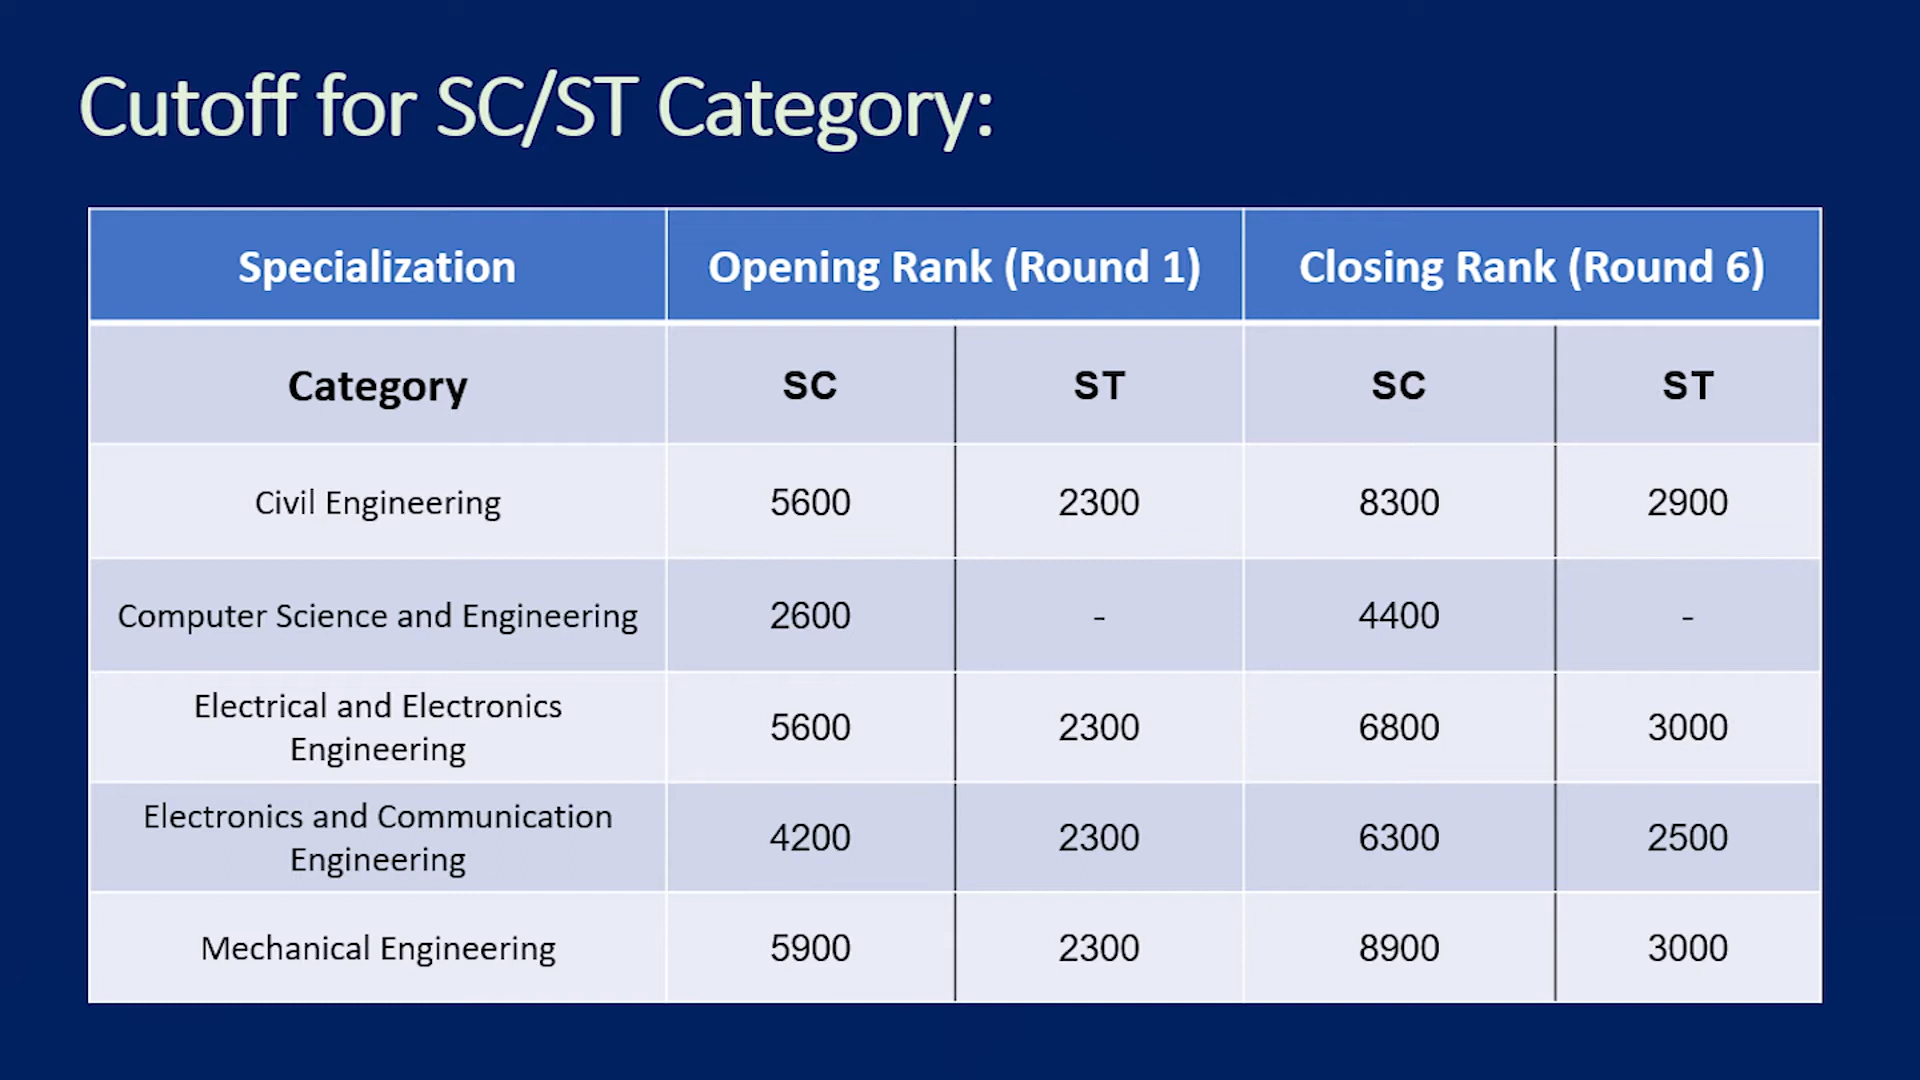 Cutoff for SC/ST Category:
Specialization Opening Rank (Round 1) Closing Rank (Round 6)
Category SC ST SC ST
Civil Engineering 5600 2300 8300 2900
Computer Science and Engineering 2600 - 4400 -
Electrical and Electronics
Engineering 5600 2300 6800 3000
Electronics and Communication
Engineering 4200 2300 6300 2500
Mechanical Engineering 5900 2300 8900 3000